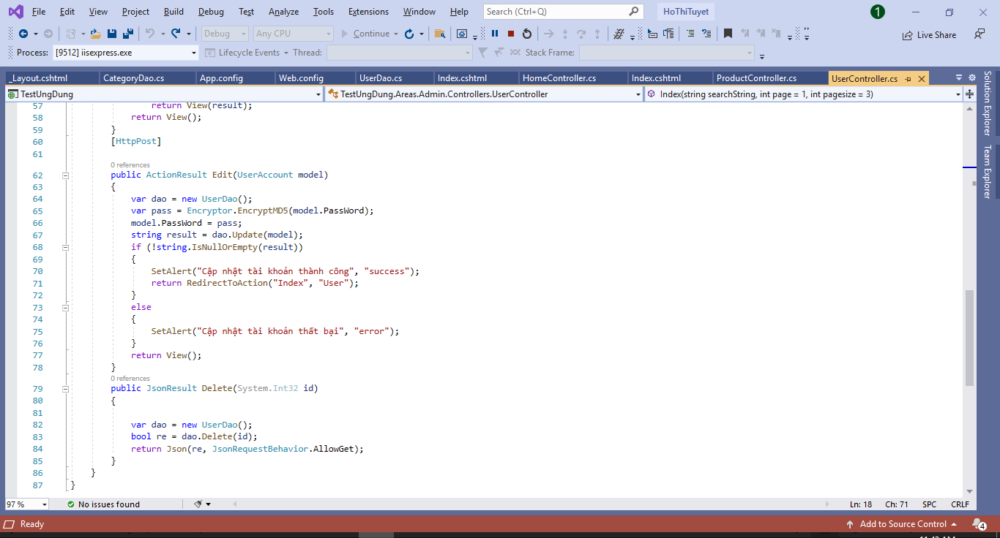 File Edit View Project Build Debug Test Analyze Tools Extensions Window Help Search (Ctrl+Q) HoThiTuyet 1
Debug Any CPU Continue Live Share
Process: [9512] iisexpress.exe Lifecycle Events Thread: Stack Frame:
_Layout.cshtml CategoryDao.cs App.config Web.config UserDao.cs Index.cshtml HomeController.cs Index.cshtml ProductController.cs UserController.cs
TestUngDung TestUngDung.Areas.Admin.Controllers.UserController Index(string searchString, int page = 1, int pagesize = 3)
Solution Explorer
Team Explorer
57 return View(result);
58 return View();
59 }
60 [HttpPost]
61
0 references
62 public ActionResult Edit(UserAccount model)
63 {
64 var dao = new UserDao();
65 var pass = Encryptor.EncryptMD5(model.PassWord);
66 model.PassWord = pass;
67 string result = dao.Update(model);
68 if (!string.IsNullOrEmpty(result))
69 {
70 SetAlert("Cập nhật tài khoản thành công", "success");
71 return RedirectToAction("Index", "User");
72 }
73 else
74 {
75 SetAlert("Cập nhật tài khoản thất bại", "error");
76 }
77 return View();
78 }
0 references
79 public JsonResult Delete(System.Int32 id)
80 {
81
82 var dao = new UserDao();
83 bool re = dao.Delete(id);
84 return Json(re, JsonRequestBehavior.AllowGet);
85 }
86 }
87 }
97 % No issues found Ln: 18 Ch: 71 SPC CRLF
Ready Add to Source Control 4